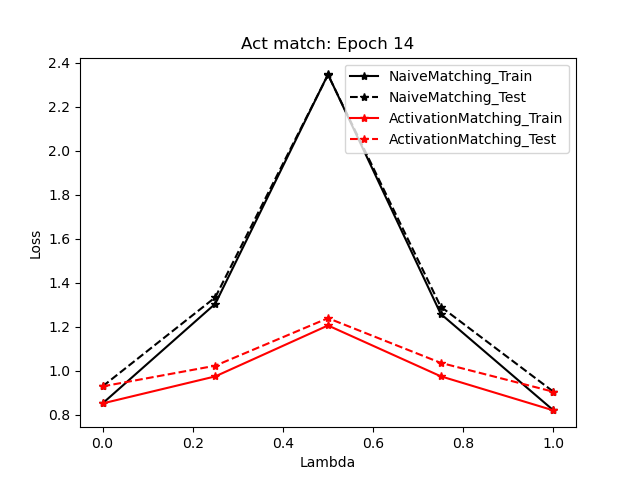 Act match: Epoch 14
NaiveMatching_Train
NaiveMatching_Test
ActivationMatching_Train
ActivationMatching_Test
Loss
2.4
2.2
2.0
1.8
1.6
1.4
1.2
1.0
0.8
0.0 0.2 0.4 0.6 0.8 1.0
Lambda